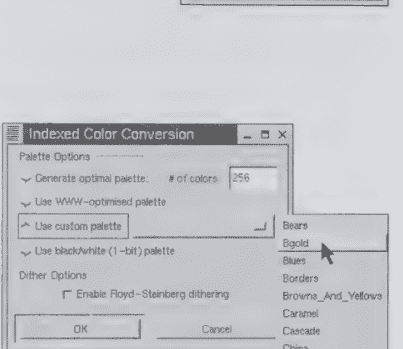 Indexed Color Conversion
Palette Options
Generate optimal palette: # of colors 256
Use WWW-optimised palette
Use custom palette
Use black/white (1-bit) palette
Dither Options
Enable Floyd-Steinberg dithering
OK Cancel
Bears
Bgold
Blues
Borders
Browns_And_Yellows
Caramel
Cascade
China